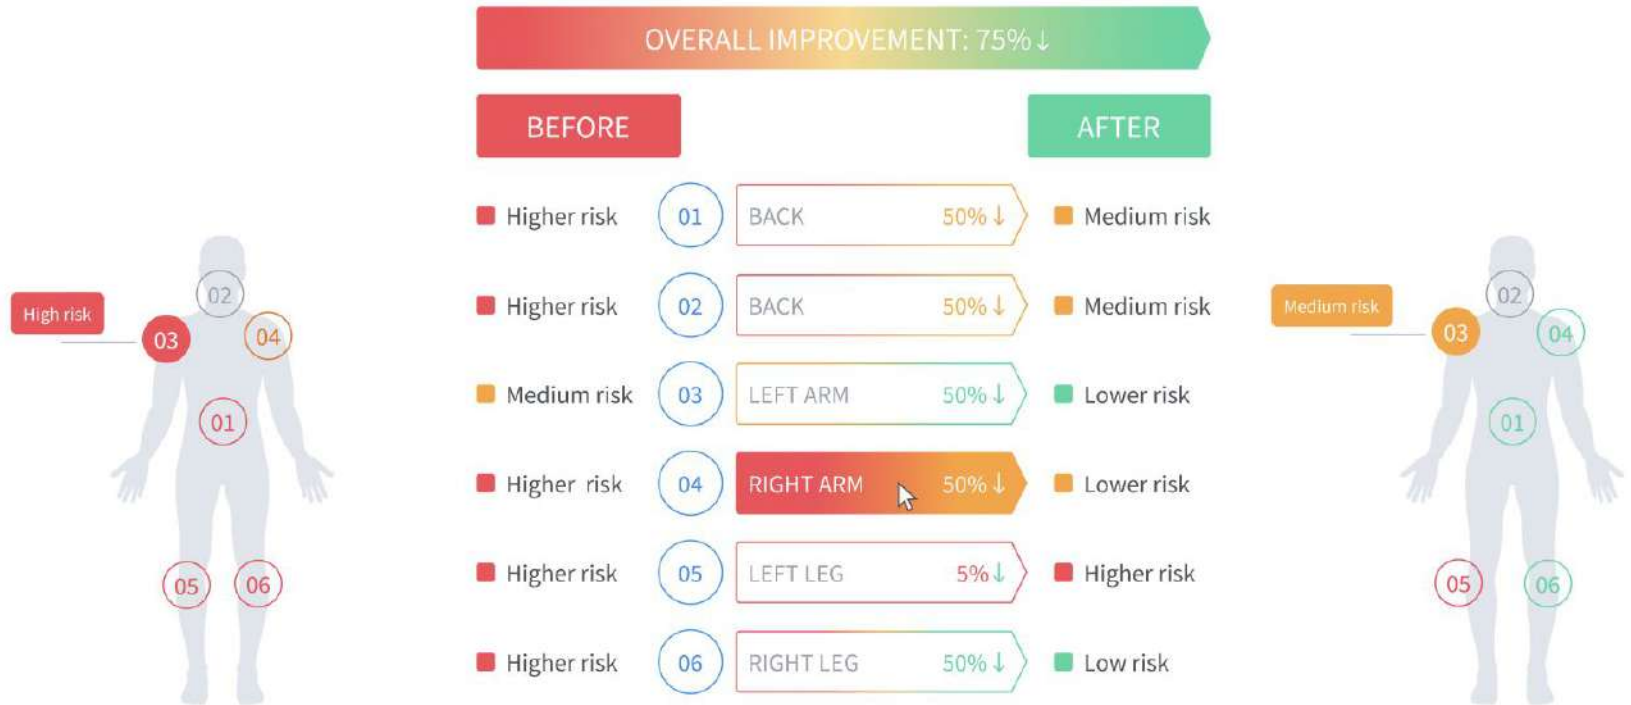 OVERALL IMPROVEMENT: 75%↓
BEFORE
AFTER
Higher risk 01 BACK 50%↓ Medium risk
Higher risk 02 BACK 50%↓ Medium risk
Medium risk 03 LEFT ARM 50%↓ Lower risk
Higher risk 04 RIGHT ARM 50%↓ Lower risk
Higher risk 05 LEFT LEG 5%↓ Higher risk
Higher risk 06 RIGHT LEG 50%↓ Low risk
02
High risk
03
04
01
05
06
02
Medium risk
03
04
01
05
06